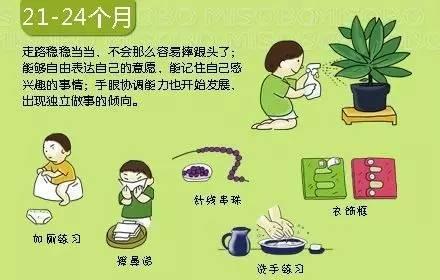 21-24个月
走路稳稳当当，不会那么容易摔跟头了；
能够自由表达自己的意愿，能记住自己感
兴趣的事情；手眼协调能力也开始发展，
出现独立做事的倾向。
针线串珠
衣饰框
如厕练习
擤鼻涕
洗手练习